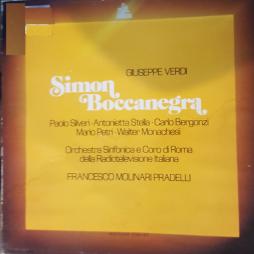 GIUSEPPE VERDI
Simon
Boccanegra
Paolo Silveri · Antonietta Stella · Carlo Bergonzi
Mario Petri · Walter Monachesi
Orchestra Sinfonica e Coro di Roma
della Radiotelevisione Italiana
FRANCESCO MOLINARI PRADELLI